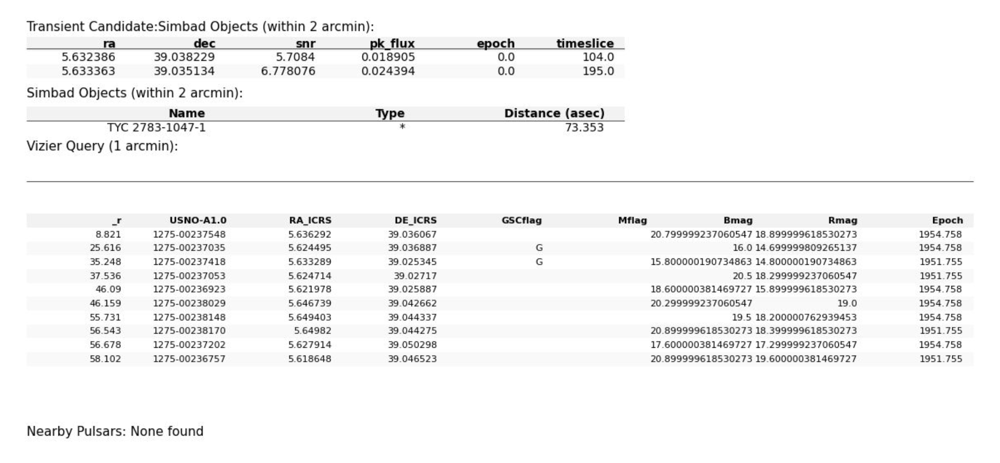 Transient Candidate:Simbad Objects (within 2 arcmin):
ra dec snr pk_flux epoch timeslice
5.632386 39.038229 5.7084 0.018905 0.0 104.0
5.633363 39.035134 6.778076 0.024394 0.0 195.0
Simbad Objects (within 2 arcmin):
Name Type Distance (asec)
TYC 2783-1047-1 * 73.353
Vizier Query (1 arcmin):
_r USNO-A1.0 RA_ICRS DE_ICRS GSCflag Mflag Bmag Rmag Epoch
8.821 1275-00237548 5.636292 39.036067 20.799999237060547 18.899999618530273 1954.758
25.616 1275-00237035 5.624495 39.036887 G 16.0 14.699999809265137 1954.758
35.248 1275-00237418 5.633289 39.025345 G 15.800000190734863 14.800000190734863 1951.755
37.536 1275-00237053 5.624714 39.02717 20.5 18.299999237060547 1951.755
46.09 1275-00236923 5.621978 39.025887 18.600000381469727 15.899999618530273 1954.758
46.159 1275-00238029 5.646739 39.042662 20.299999237060547 19.0 1954.758
55.731 1275-00238148 5.649403 39.044337 19.5 18.200000762939453 1954.758
56.543 1275-00238170 5.64982 39.044275 20.899999618530273 18.399999618530273 1951.755
56.678 1275-00237202 5.627914 39.050298 17.600000381469727 17.299999237060547 1954.758
58.102 1275-00236757 5.618648 39.046523 20.899999618530273 19.600000381469727 1951.755
Nearby Pulsars: None found